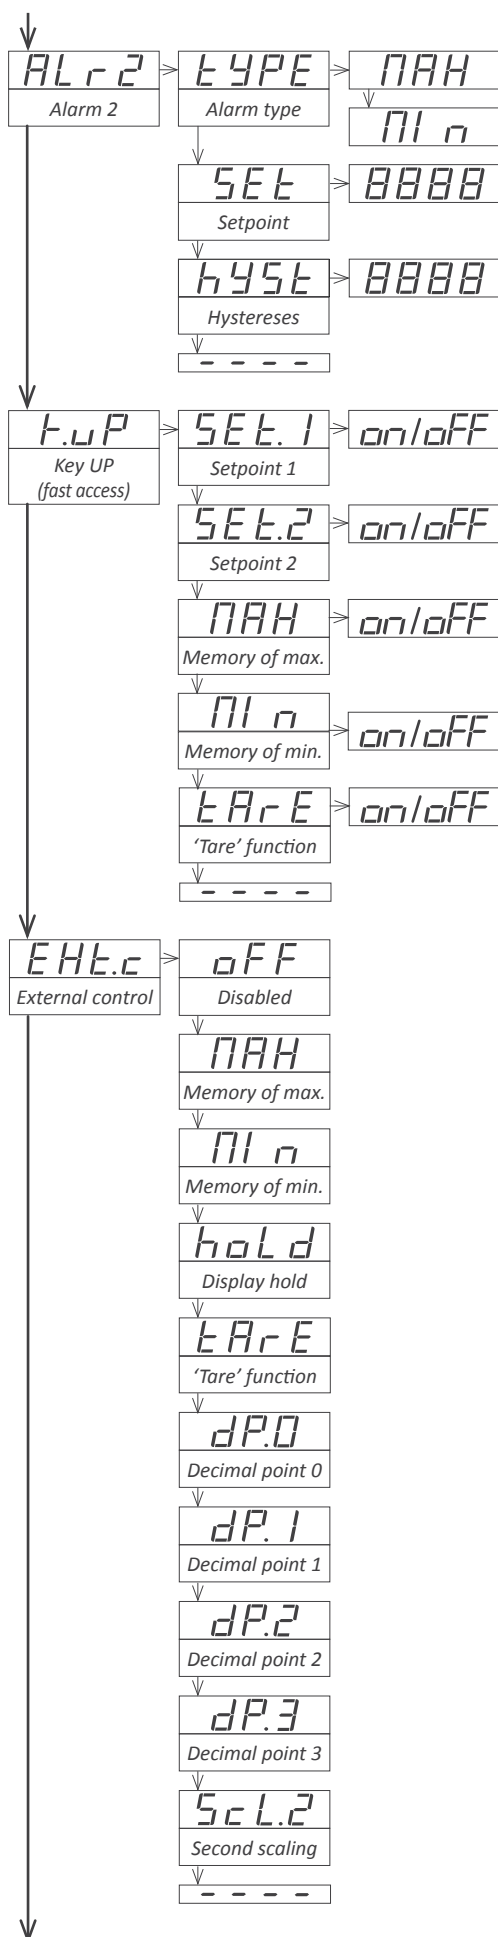 ALr2 tYPE MAX
Alarm 2 Alarm type
MIn
SEt 8888
Setpoint
hYSt 8888
Hystereses
----
K.uP SEt.1 on/oFF
Key UP Setpoint 1
(fast access)
SEt.2 on/oFF
Setpoint 2
MAX on/oFF
Memory of max.
MIn on/oFF
Memory of min.
tArE on/oFF
‘Tare’ function
----
EXt.c oFF
External control Disabled
MAX
Memory of max.
MIn
Memory of min.
hoLd
Display hold
tArE
‘Tare’ function
dP.0
Decimal point 0
dP.1
Decimal point 1
dP.2
Decimal point 2
dP.3
Decimal point 3
ScL.2
Second scaling
----